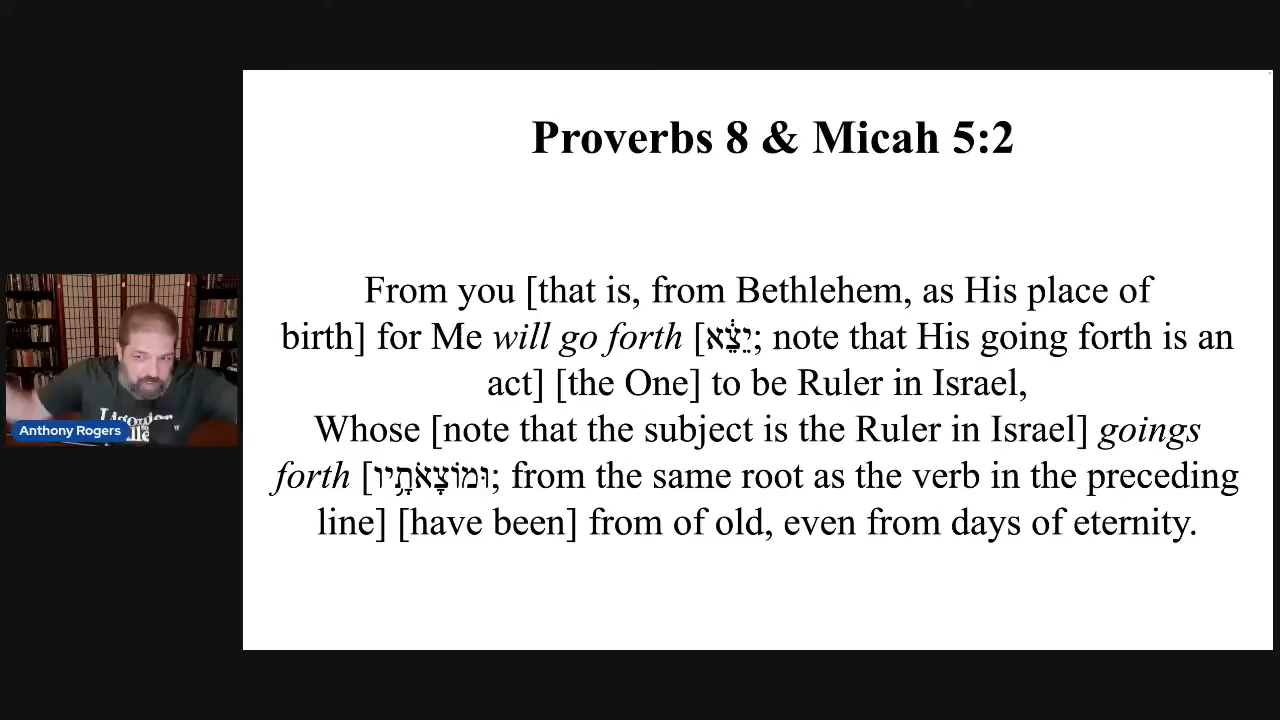 Proverbs 8 & Micah 5:2
From you [that is, from Bethlehem, as His place of
birth] for Me will go forth [יֵצֵ֔א; note that His going forth is an
act] [the One] to be Ruler in Israel,
Whose [note that the subject is the Ruler in Israel] goings
forth [וּמוֹצָאֹתָ֥יו; from the same root as the verb in the preceding
line] [have been] from of old, even from days of eternity.
Anthony Rogers